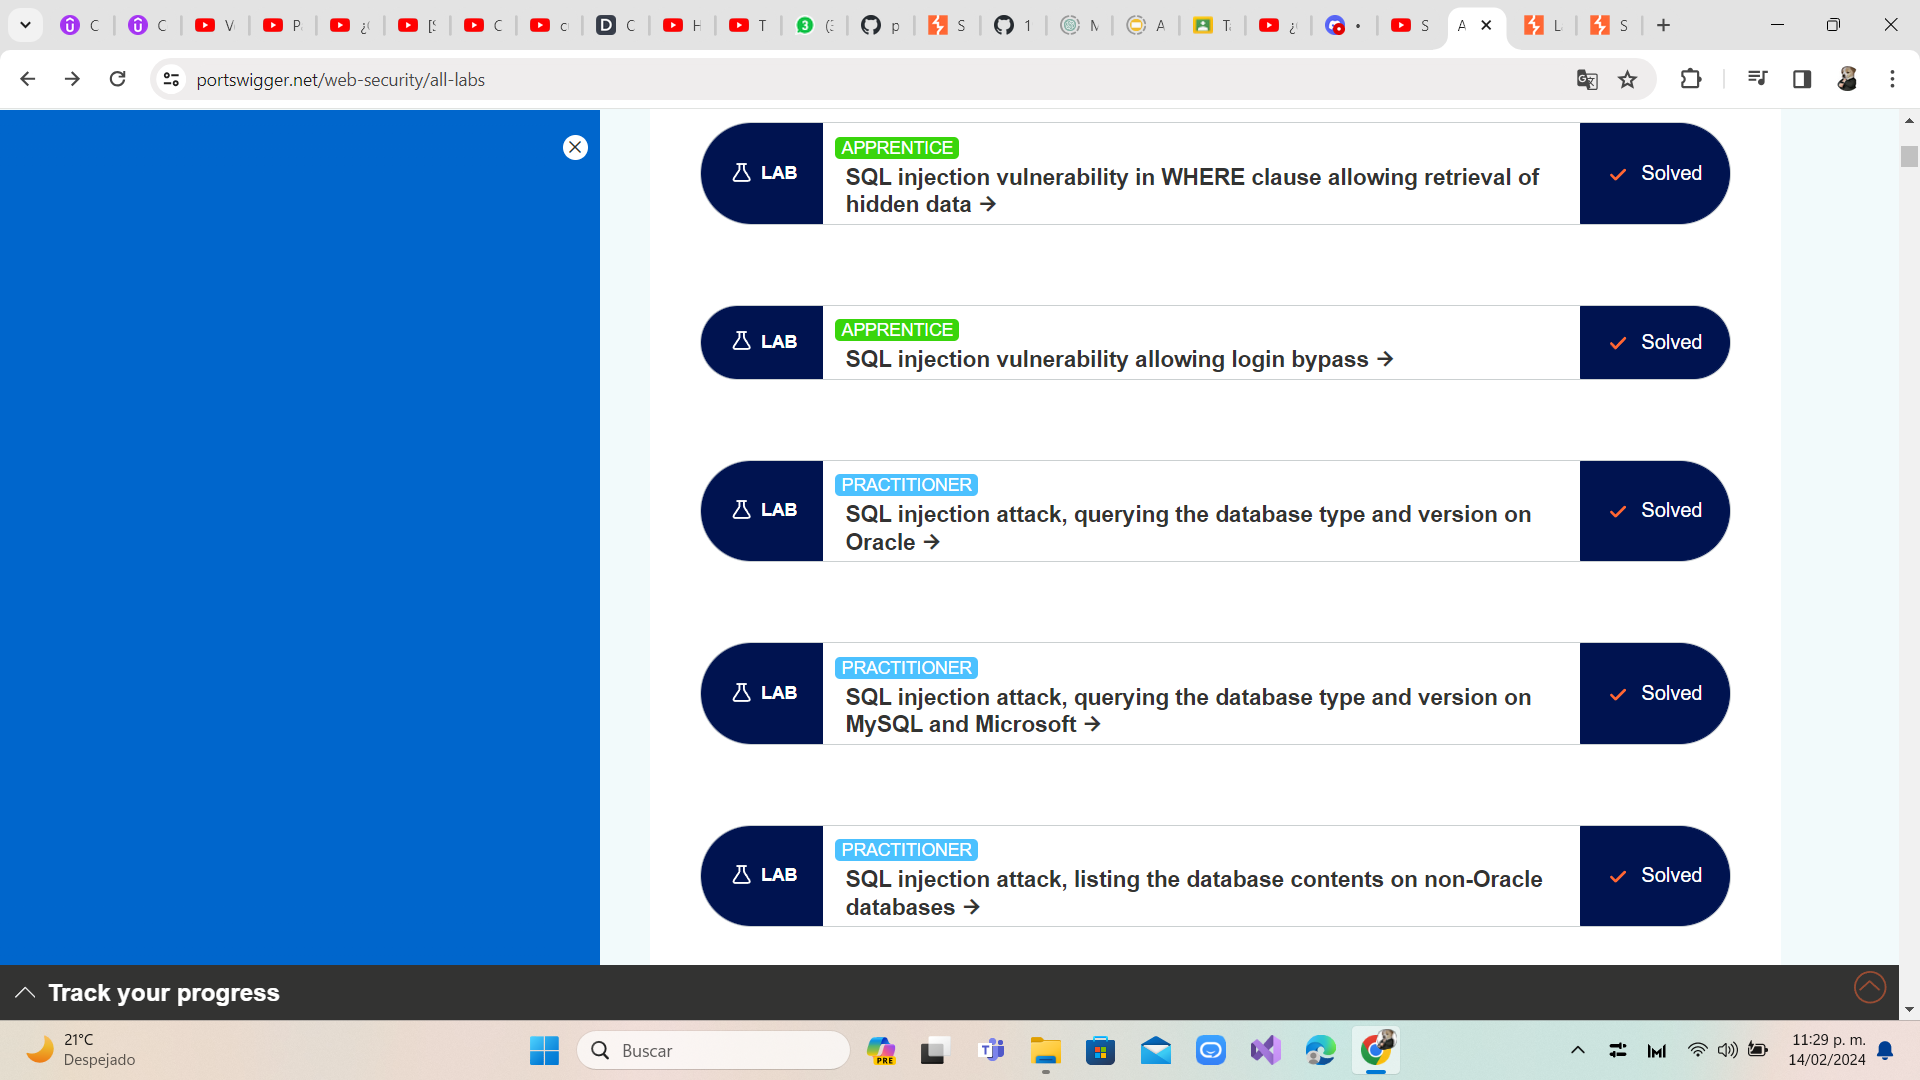 C
C
V
P
¿C
[S
C
c
C
H
T
(3
p
S
1
M
A
T
¿(
•
S
A
L
S
portswigger.net/web-security/all-labs
LAB
APPRENTICE
SQL injection vulnerability in WHERE clause allowing retrieval of
hidden data →
Solved
LAB
APPRENTICE
SQL injection vulnerability allowing login bypass →
Solved
LAB
PRACTITIONER
SQL injection attack, querying the database type and version on
Oracle →
Solved
LAB
PRACTITIONER
SQL injection attack, querying the database type and version on
MySQL and Microsoft →
Solved
LAB
PRACTITIONER
SQL injection attack, listing the database contents on non-Oracle
databases →
Solved
Track your progress
21°C
Despejado
Buscar
PRE
11:29 p. m.
14/02/2024